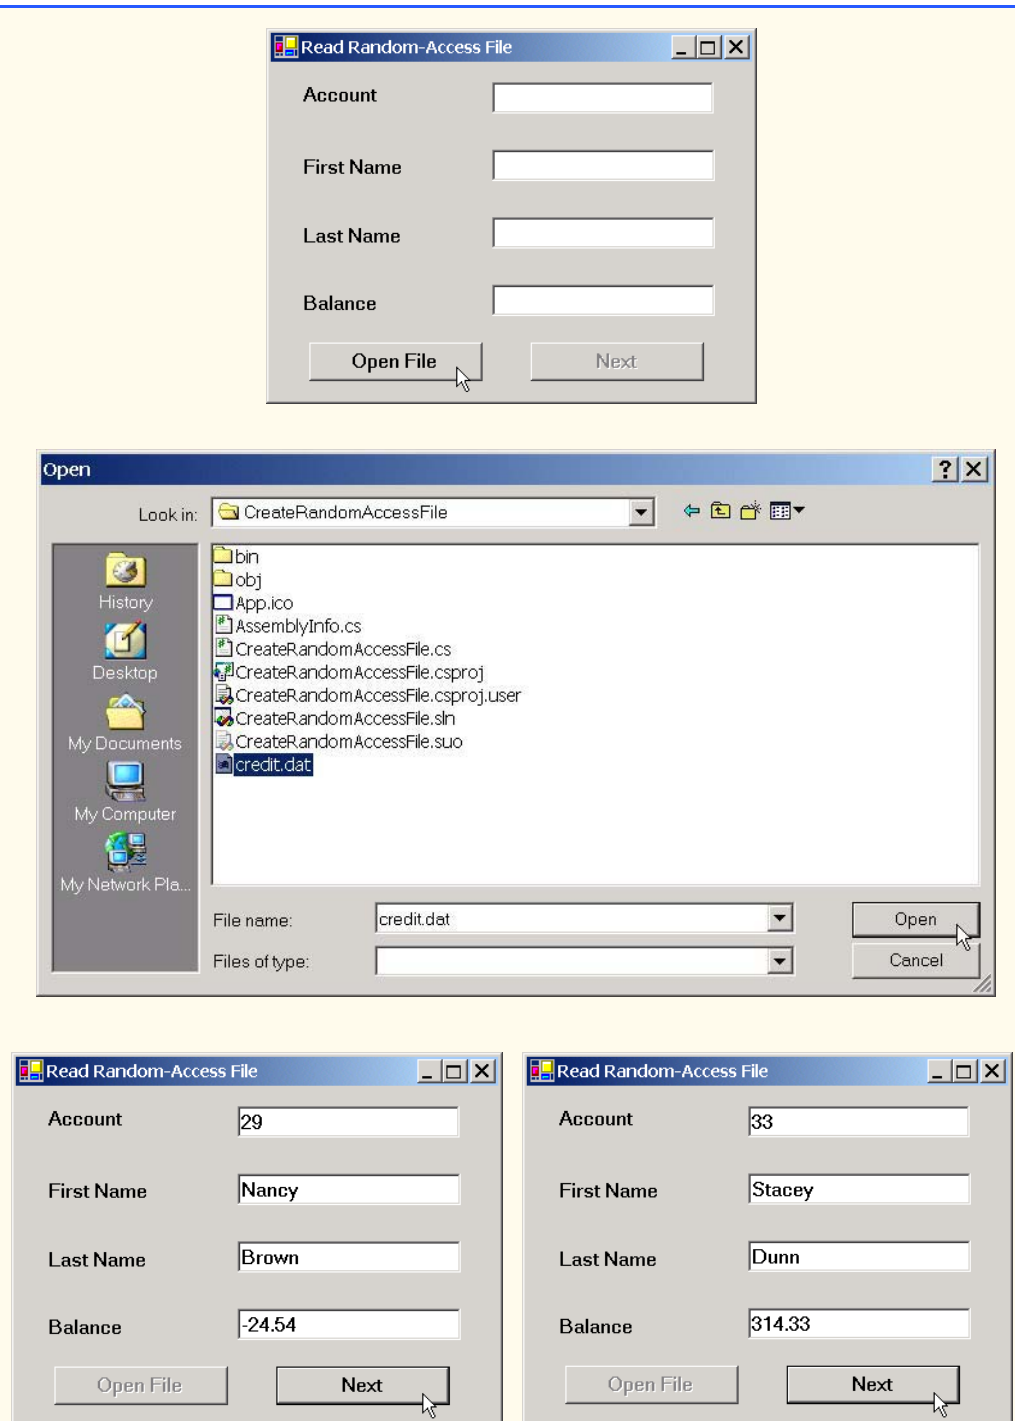 Read Random-Access File
Account
First Name
Last Name
Balance
Open File Next
Open
Look in: CreateRandomAccessFile
History
Desktop
My Documents
My Computer
My Network Pla...
bin
obj
App.ico
AssemblyInfo.cs
CreateRandomAccessFile.cs
CreateRandomAccessFile.csproj
CreateRandomAccessFile.csproj.user
CreateRandomAccessFile.sln
CreateRandomAccessFile.suo
credit.dat
File name: credit.dat Open
Files of type: Cancel
Read Random-Access File
Account 29
First Name Nancy
Last Name Brown
Balance -24.54
Open File Next
Read Random-Access File
Account 33
First Name Stacey
Last Name Dunn
Balance 314.33
Open File Next